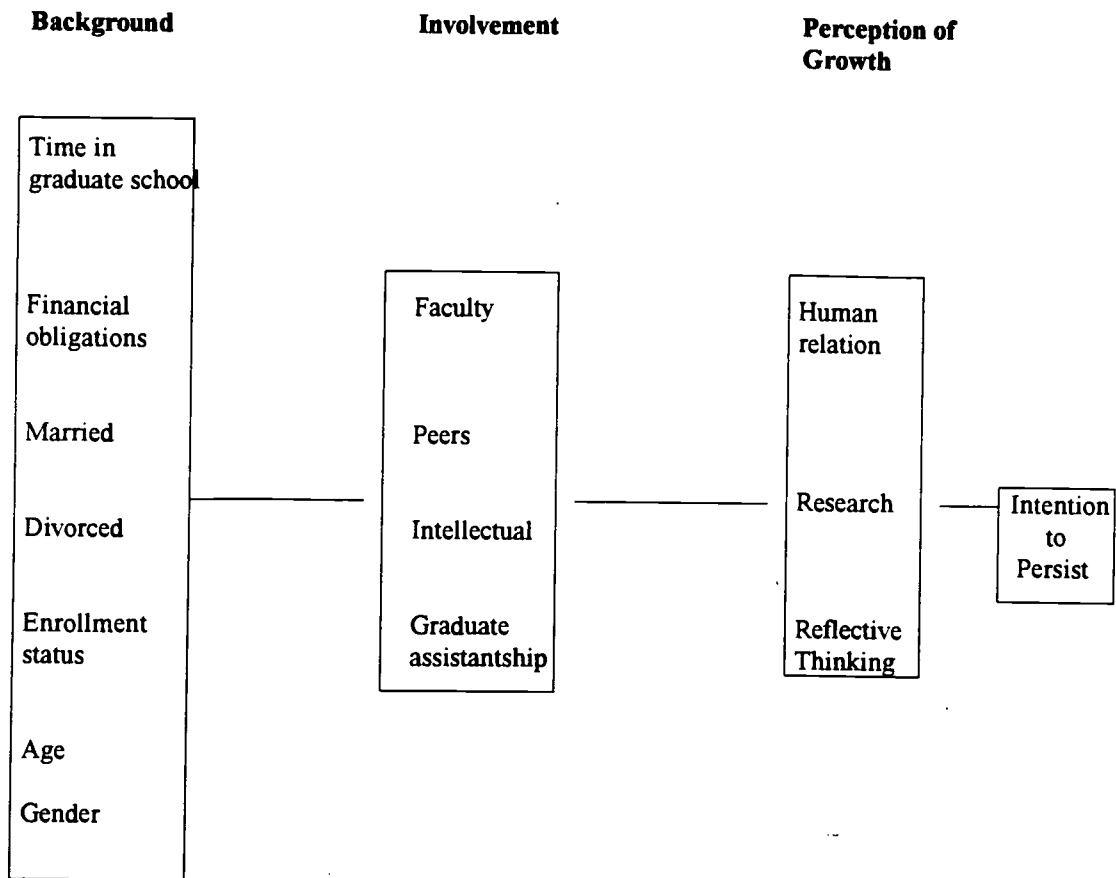 Background
Involvement
Perception of
Growth
Time in
graduate school
Financial
obligations
Married
Divorced
Enrollment
status
Age
Gender
Faculty
Peers
Intellectual
Graduate
assistantship
Human
relation
Research
Reflective
Thinking
Intention
to
Persist